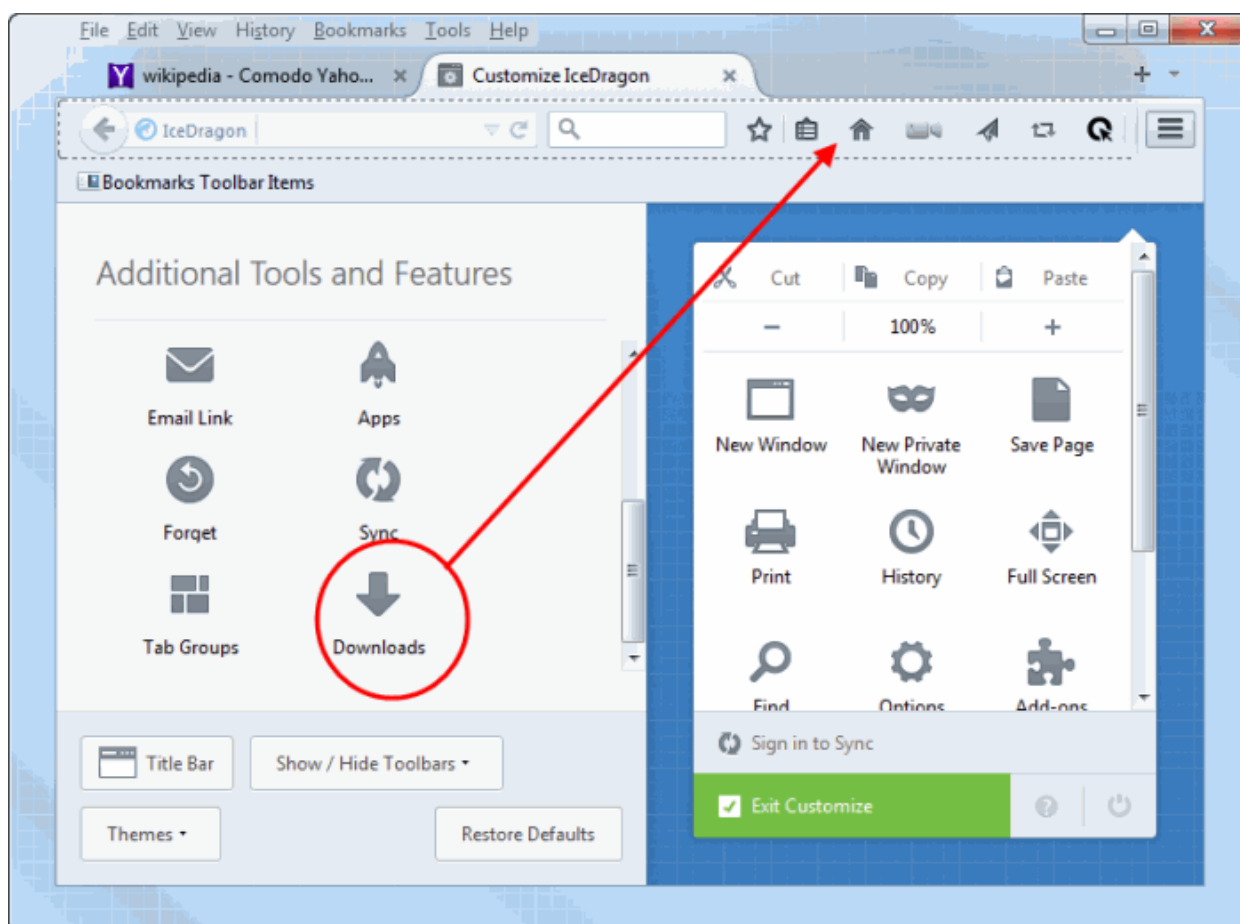 File Edit View History Bookmarks Tools Help
wikipedia - Comodo Yaho...
Customize IceDragon
IceDragon
Bookmarks Toolbar Items
Additional Tools and Features
Email Link
Apps
Forget
Sync
Tab Groups
Downloads
Title Bar
Show / Hide Toolbars
Themes
Restore Defaults
Cut
Copy
Paste
100%
New Window
New Private
Window
Save Page
Print
History
Full Screen
Find
Options
Add-ons
Sign in to Sync
Exit Customize